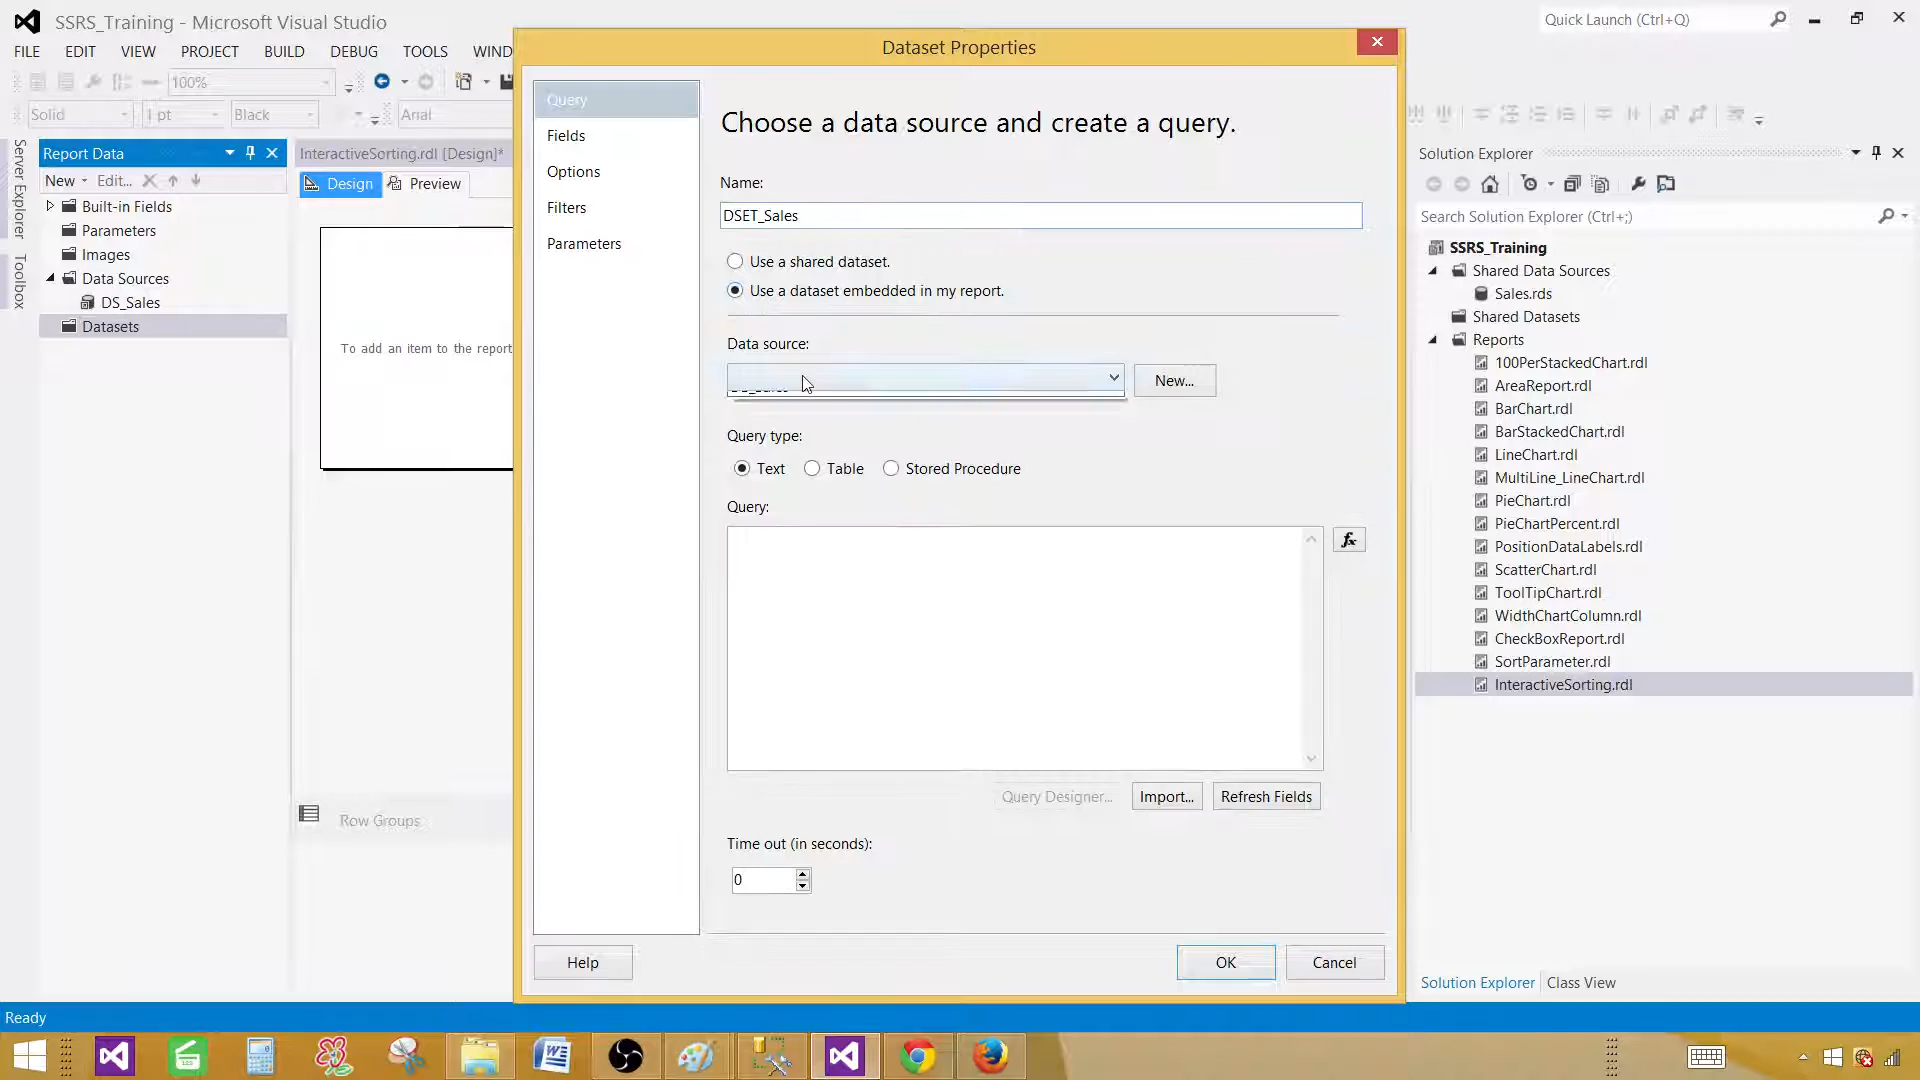 SSRS_Training - Microsoft Visual Studio
Quick Launch (Ctrl+Q)
FILE EDIT VIEW PROJECT BUILD DEBUG TOOLS WIND
100%
Solid 1 pt Black Arial
Server Explorer
Toolbox
Report Data
New Edit...
Built-in Fields
Parameters
Images
Data Sources
DS_Sales
Datasets
InteractiveSorting.rdl [Design]*
Design Preview
To add an item to the report
Row Groups
Dataset Properties
Query
Fields
Options
Filters
Parameters
Choose a data source and create a query.
Name:
DSET_Sales
Use a shared dataset.
Use a dataset embedded in my report.
Data source:
New...
Query type:
Text Table Stored Procedure
Query:
fx
Query Designer... Import... Refresh Fields
Time out (in seconds):
0
Help OK Cancel
Solution Explorer
Search Solution Explorer (Ctrl+;)
SSRS_Training
Shared Data Sources
Sales.rds
Shared Datasets
Reports
100PerStackedChart.rdl
AreaReport.rdl
BarChart.rdl
BarStackedChart.rdl
LineChart.rdl
MultiLine_LineChart.rdl
PieChart.rdl
PieChartPercent.rdl
PositionDataLabels.rdl
ScatterChart.rdl
ToolTipChart.rdl
WidthChartColumn.rdl
CheckBoxReport.rdl
SortParameter.rdl
InteractiveSorting.rdl
Solution Explorer Class View
Ready